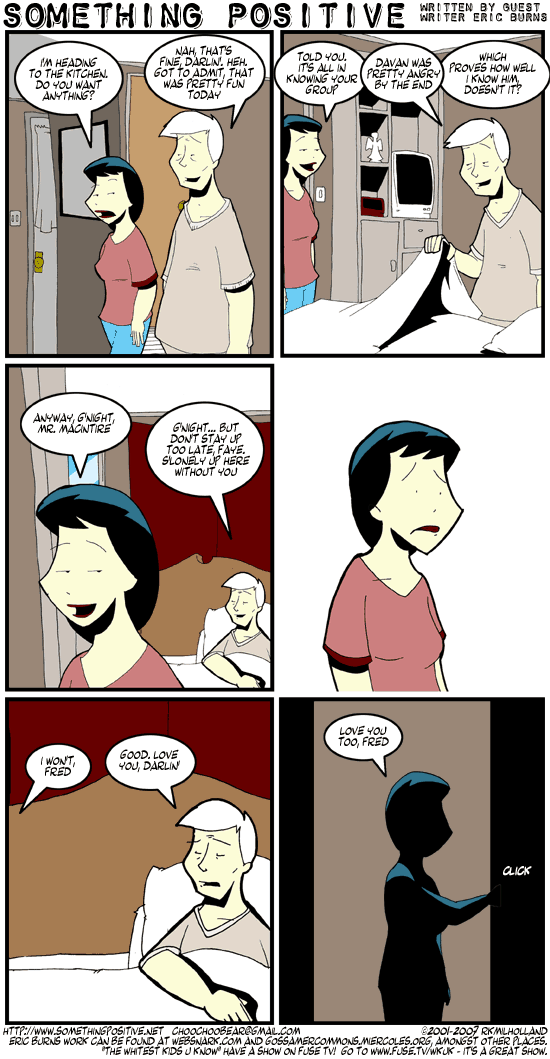 SOMETHING POSITIVE
WRITTEN BY GUEST
WRITER ERIC BURNS
I'M HEADING
TO THE KITCHEN.
DO YOU WANT
ANYTHING?
NAH, THAT'S
FINE, DARLIN'. HEH.
GOT TO ADMIT, THAT
WAS PRETTY FUN
TODAY
TOLD YOU.
IT'S ALL IN
KNOWING YOUR
GROUP
DAVAN WAS
PRETTY ANGRY
BY THE END
WHICH
PROVES HOW WELL
I KNOW HIM,
DOESN'T IT?
ANYWAY, G'NIGHT,
MR. MACINTIRE
G'NIGHT... BUT
DON'T STAY UP
TOO LATE, FAYE.
S'LONELY UP HERE
WITHOUT YOU
I WON'T,
FRED
GOOD. LOVE
YOU, DARLIN'
LOVE YOU
TOO, FRED
CLICK
HTTP://WWW.SOMETHINGPOSITIVE.NET CHOOCHOOBEAR@GMAIL.COM ©2001-2007 RKMILHOLLAND
ERIC BURNS WORK CAN BE FOUND AT WEBSNARK.COM AND GOSSAMERCOMMONS.MIERCOLES.ORG, AMONGST OTHER PLACES.
"THE WHITEST KIDS U KNOW" HAVE A SHOW ON FUSE TV! GO TO WWW.FUSE.TV/WKUK - IT'S A GREAT SHOW.